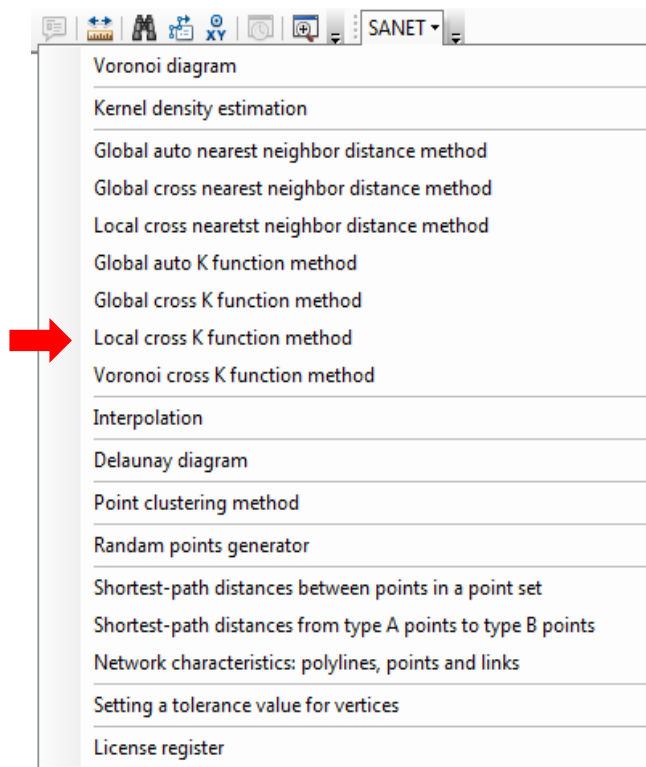 XY
SANET
Voronoi diagram
Kernel density estimation
Global auto nearest neighbor distance method
Global cross nearest neighbor distance method
Local cross nearetst neighbor distance method
Global auto K function method
Global cross K function method
Local cross K function method
Voronoi cross K function method
Interpolation
Delaunay diagram
Point clustering method
Randam points generator
Shortest-path distances between points in a point set
Shortest-path distances from type A points to type B points
Network characteristics: polylines, points and links
Setting a tolerance value for vertices
License register